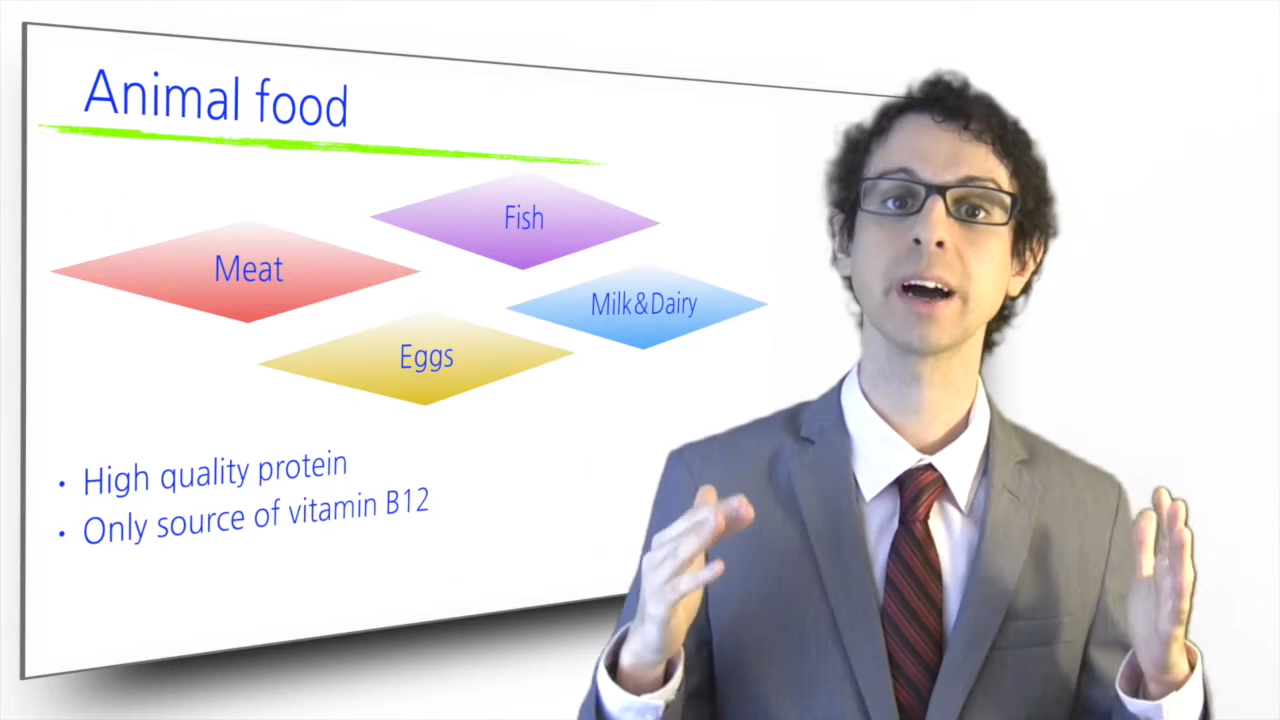 Animal food
Fish
Meat
Milk & Dairy
Eggs
• High quality protein
• Only source of vitamin B12